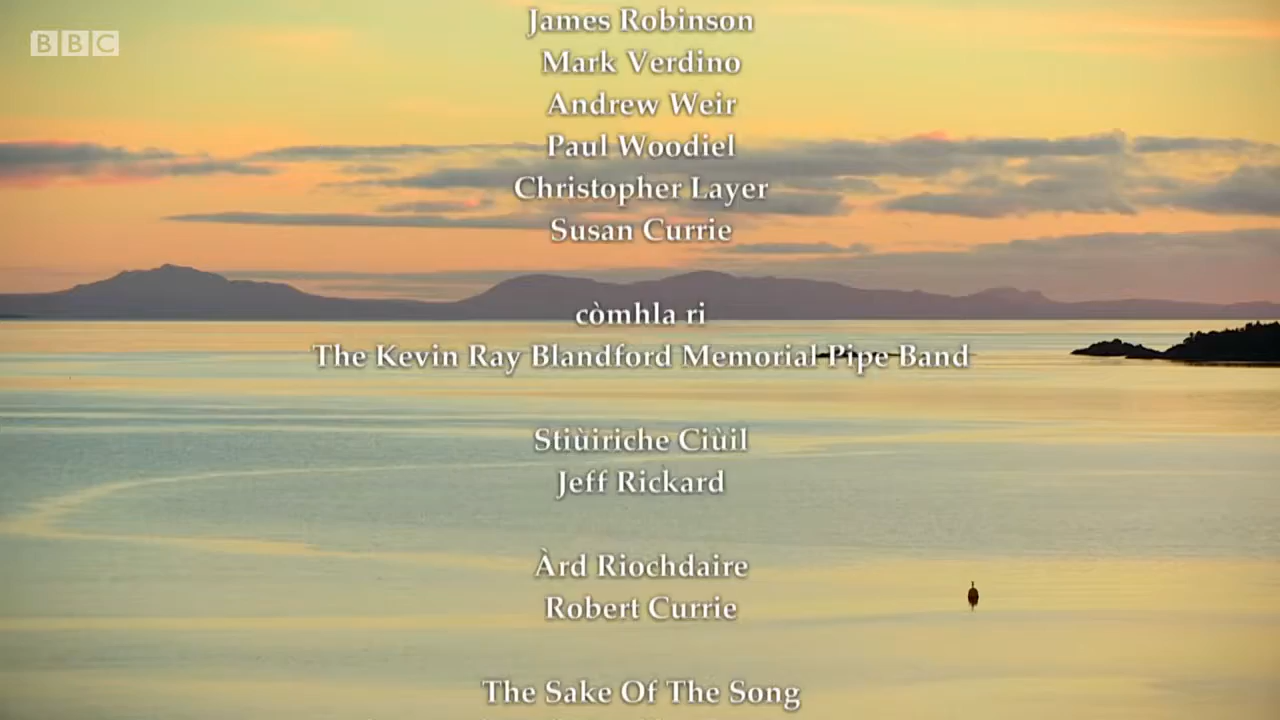 BBC
James Robinson
Mark Verdino
Andrew Weir
Paul Woodiel
Christopher Layer
Susan Currie
còmhla ri
The Kevin Ray Blandford Memorial Pipe Band
Stiùiriche Ciùil
Jeff Rickard
Àrd Riochdaire
Robert Currie
The Sake Of The Song